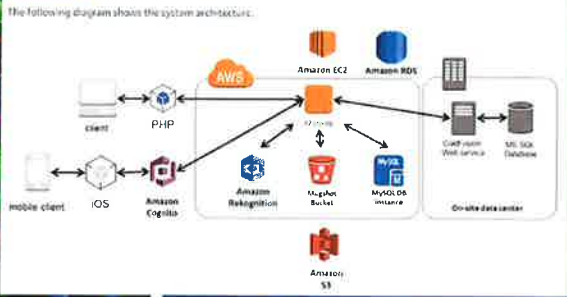 The following diagram shows the system architecture.
Amazon EC2
Amazon RDS
AWS
client
PHP
mobile client
iOS
Amazon
Cognito
Amazon
Rekognition
Mugshot
Bucket
MySQL
MySQL DB
instance
Web service
MS SQL
Database
On-site data center
Amazon
S3